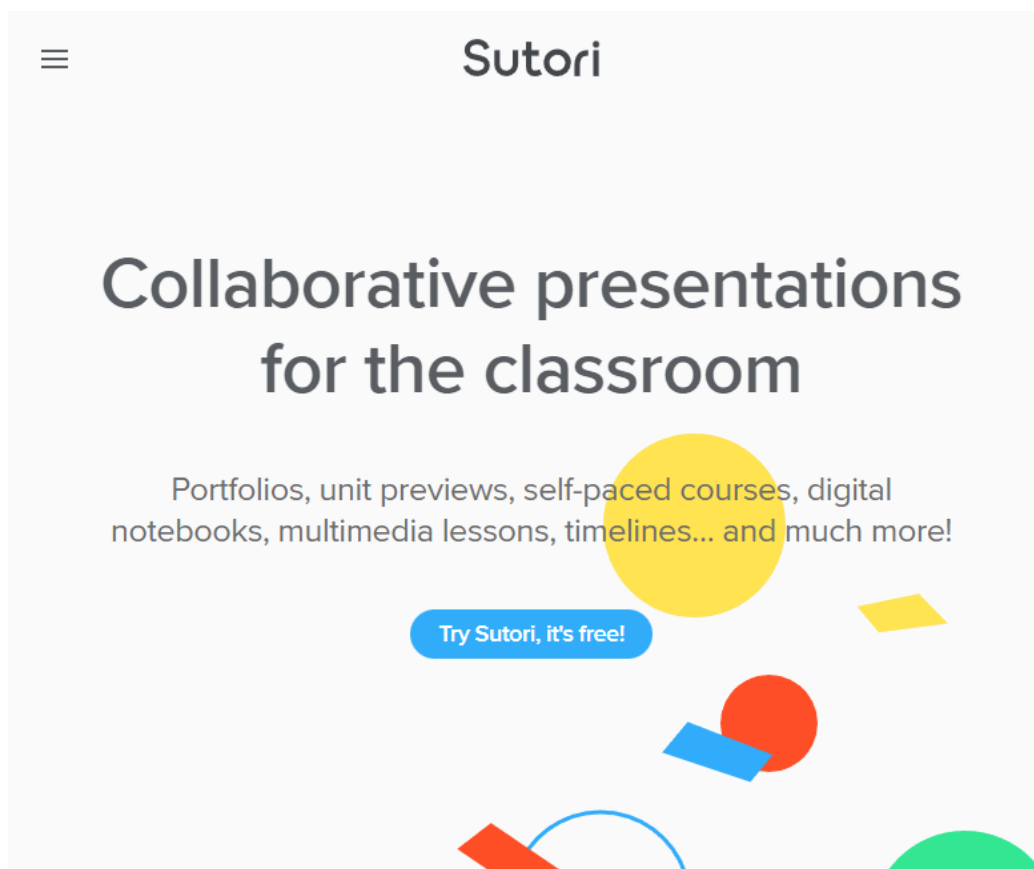 Sutori
Collaborative presentations
for the classroom
Portfolios, unit previews, self-paced courses, digital
notebooks, multimedia lessons, timelines... and much more!
Try Sutori, it's free!